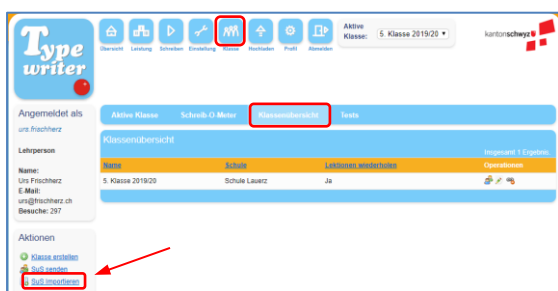 Type
writer
Übersicht Leistung Schreiben Einstellung Klasse Hochladen Profil Abmelden
Aktive
Klasse: 5. Klasse 2019/20
kantonschwyz
Angemeldet als
urs frischherz
Lehrperson
Name:
Urs Frischherz
E-Mail:
urs@frischherz.ch
Besuche: 297
Aktionen
Klasse erstellen
SuS senden
SuS importieren
Aktive Klasse Schreib-O-Meter Klassenübersicht Tests
Klassenübersicht
Insgesamt 1 Ergebnis.
Name Schule Lektionen wiederholen Operationen
5. Klasse 2019/20 Schule Lauerz Ja